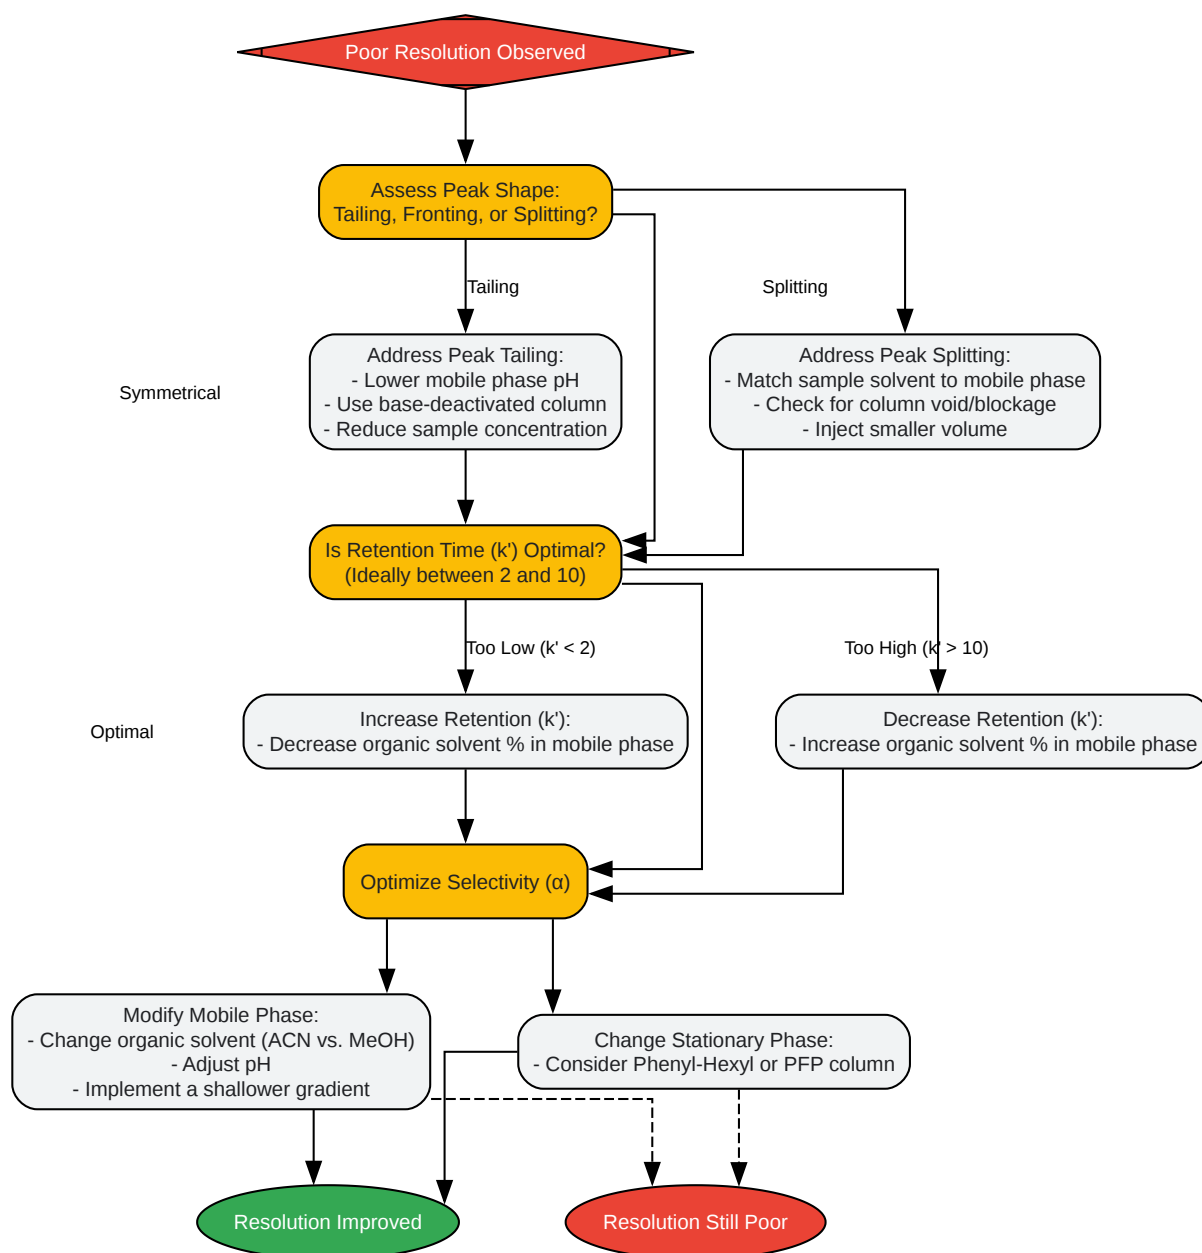 Poor Resolution Observed
Assess Peak Shape:
Tailing, Fronting, or Splitting?
Tailing
Splitting
Symmetrical
Address Peak Tailing:
- Lower mobile phase pH
- Use base-deactivated column
- Reduce sample concentration
Address Peak Splitting:
- Match sample solvent to mobile phase
- Check for column void/blockage
- Inject smaller volume
Is Retention Time (k') Optimal?
(Ideally between 2 and 10)
Too Low (k' < 2)
Too High (k' > 10)
Optimal
Increase Retention (k'):
- Decrease organic solvent % in mobile phase
Decrease Retention (k'):
- Increase organic solvent % in mobile phase
Optimize Selectivity (α)
Modify Mobile Phase:
- Change organic solvent (ACN vs. MeOH)
- Adjust pH
- Implement a shallower gradient
Change Stationary Phase:
- Consider Phenyl-Hexyl or PFP column
Resolution Improved
Resolution Still Poor